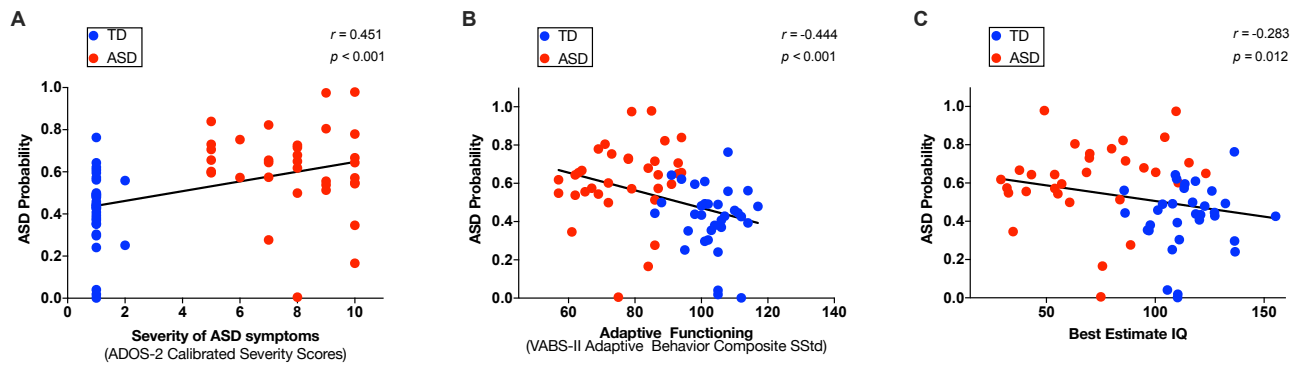 A
TD
ASD
r = 0.451
p < 0.001
ASD Probability
1.0
0.8
0.6
0.4
0.2
0.0
0 2 4 6 8 10
Severity of ASD symptoms
(ADOS-2 Calibrated Severity Scores)
B
TD
ASD
r = -0.444
p < 0.001
ASD Probability
1.0
0.8
0.6
0.4
0.2
0.0
60 80 100 120 140
Adaptive Functioning
(VABS-II Adaptive Behavior Composite SStd)
C
TD
ASD
r = -0.283
p = 0.012
ASD Probability
1.0
0.8
0.6
0.4
0.2
0.0
50 100 150
Best Estimate IQ